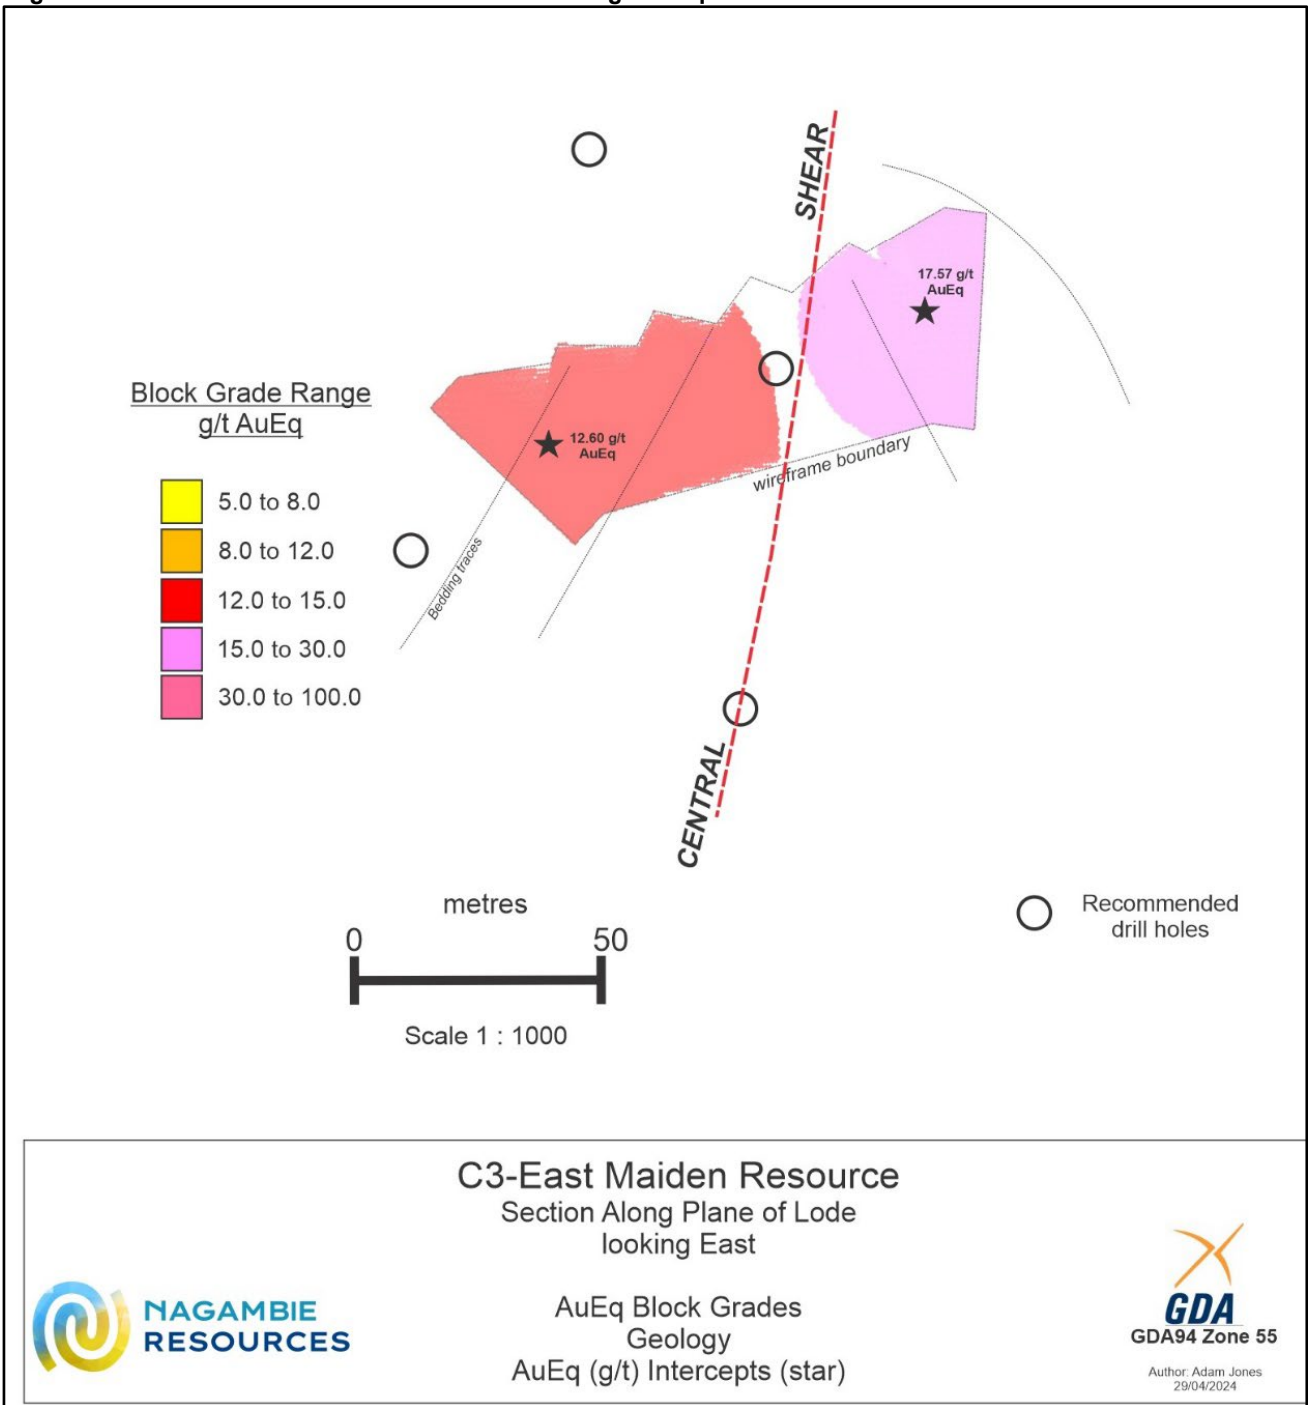 SHEAR
17.57 g/t
AuEq
Block Grade Range
g/t AuEq
12.60 g/t
AuEq
wireframe boundary
5.0 to 8.0
8.0 to 12.0
12.0 to 15.0
15.0 to 30.0
30.0 to 100.0
Bedding traces
CENTRAL
metres
0 50
Scale 1 : 1000
Recommended
drill holes
C3-East Maiden Resource
Section Along Plane of Lode
looking East
AuEq Block Grades
Geology
AuEq (g/t) Intercepts (star)
NAGAMBIE
RESOURCES
GDA
GDA94 Zone 55
Author: Adam Jones
29/04/2024